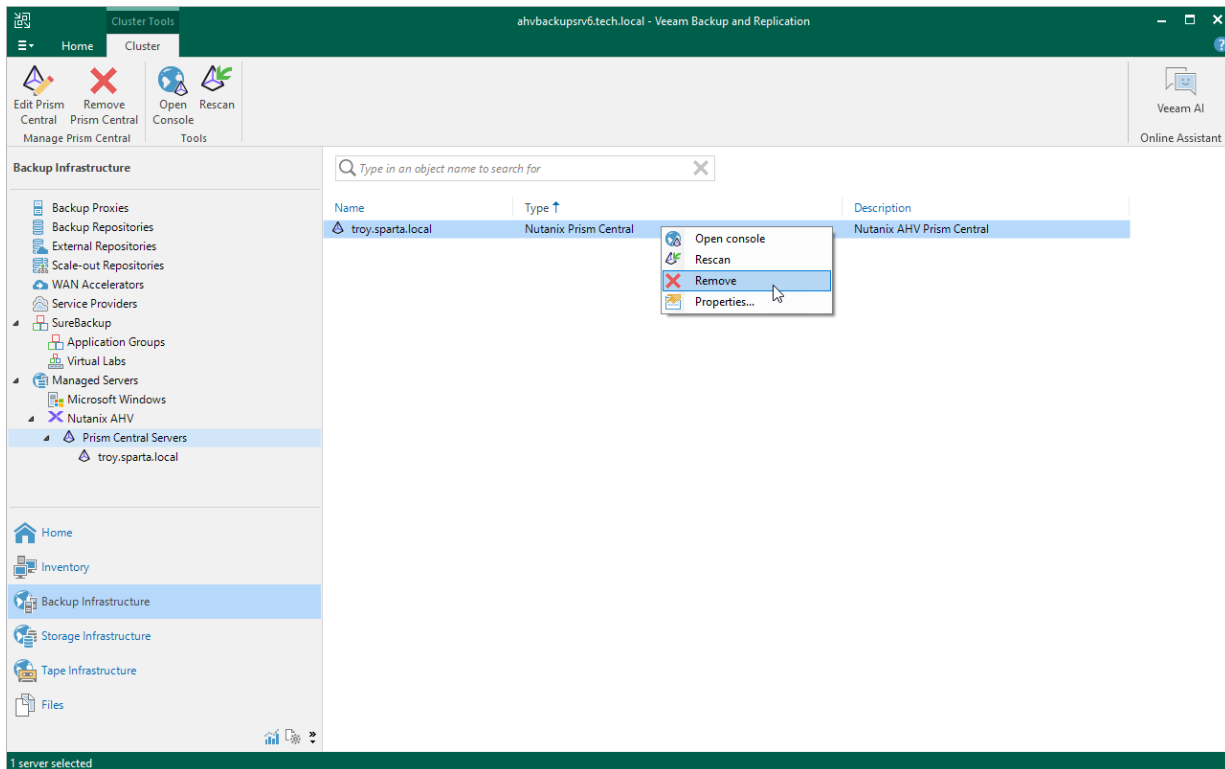 Cluster Tools
ahvbackupsrv6.tech.local - Veeam Backup and Replication
Home Cluster
Edit Prism Central
Remove Prism Central
Open Console
Rescan
Manage Prism Central
Tools
Veeam AI
Online Assistant
Backup Infrastructure
Backup Proxies
Backup Repositories
External Repositories
Scale-out Repositories
WAN Accelerators
Service Providers
SureBackup
Application Groups
Virtual Labs
Managed Servers
Microsoft Windows
Nutanix AHV
Prism Central Servers
troy.sparta.local
Home
Inventory
Backup Infrastructure
Storage Infrastructure
Tape Infrastructure
Files
Type in an object name to search for
Name Type Description
troy.sparta.local Nutanix Prism Central Nutanix AHV Prism Central
Open console
Rescan
Remove
Properties...
1 server selected